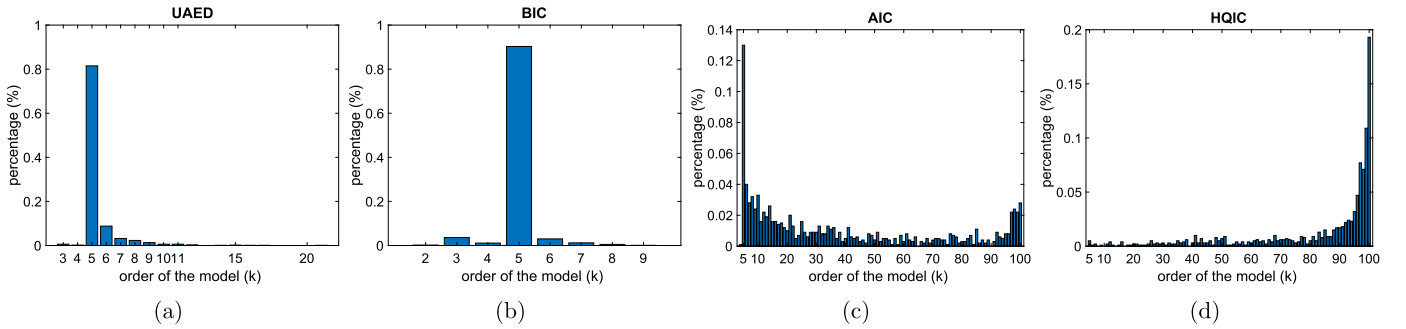 UAED
percentage (%)
1
0.8
0.6
0.4
0.2
0
3 4 5 6 7 8 9 10 11 15 20
order of the model (k)
(a)
BIC
percentage (%)
1
0.8
0.6
0.4
0.2
0
2 3 4 5 6 7 8 9
order of the model (k)
(b)
AIC
percentage (%)
0.14
0.12
0.1
0.08
0.06
0.04
0.02
0
5 10 20 30 40 50 60 70 80 90 100
order of the model (k)
(c)
HQIC
percentage (%)
0.2
0.15
0.1
0.05
0
5 10 20 30 40 50 60 70 80 90 100
order of the model (k)
(d)